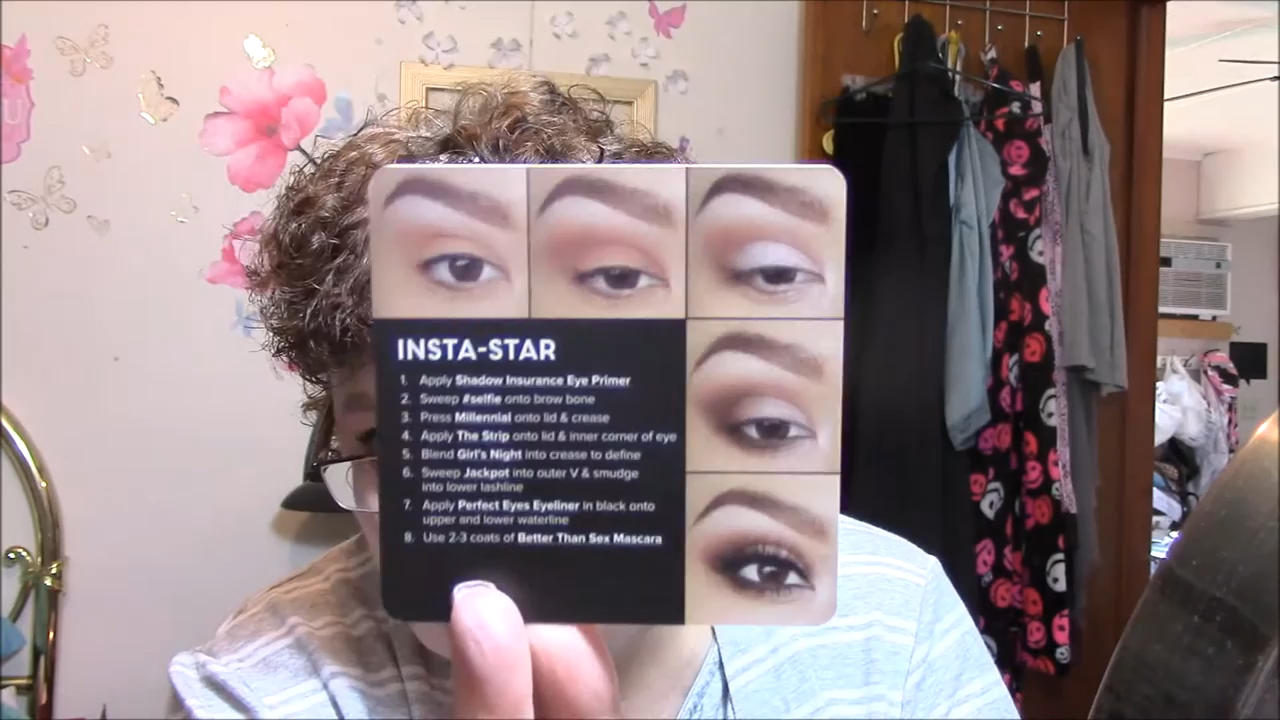 U
INSTA-STAR
1. Apply Shadow Insurance Eye Primer
2. Sweep #selfie onto brow bone
3. Press Millennial onto lid & crease
4. Apply The Strip onto lid & inner corner of eye
5. Blend Girl's Night into crease to define
6. Sweep Jackpot into outer V & smudge
into lower lashline
7. Apply Perfect Eyes Eyeliner in black onto
upper and lower waterline
8. Use 2-3 coats of Better Than Sex Mascara